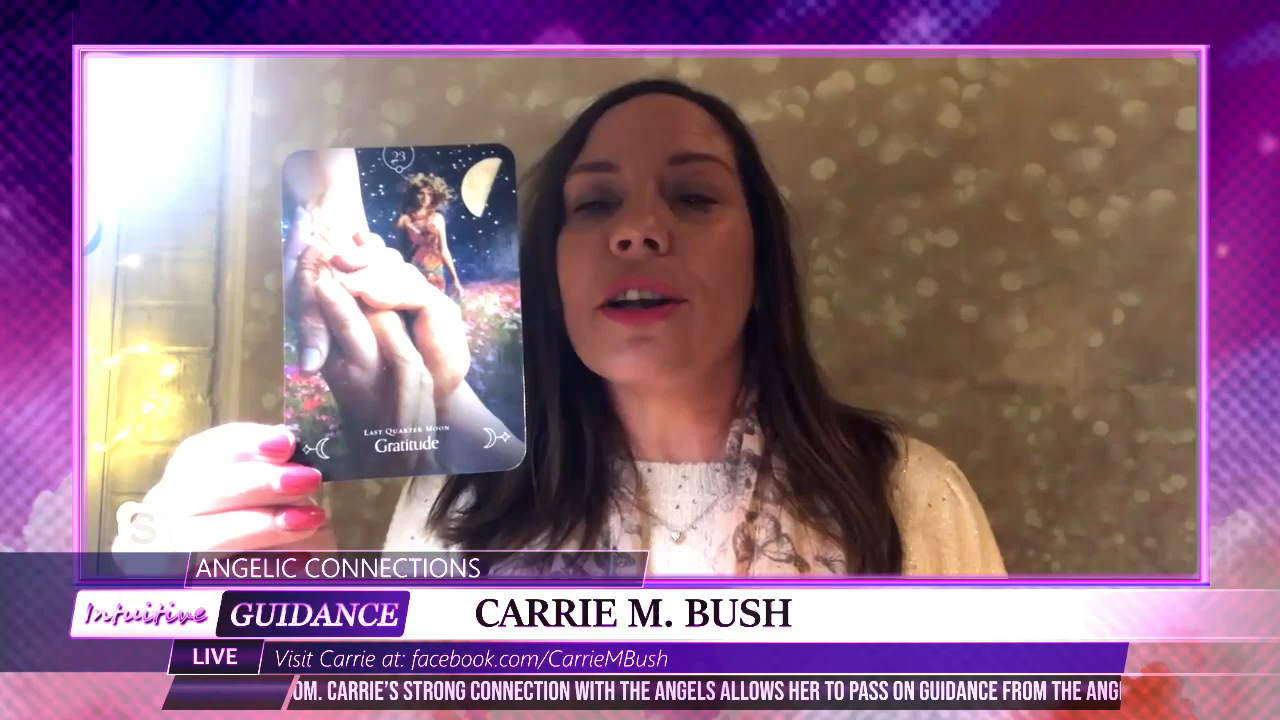 23
LAST QUARTER MOON
Gratitude
S
ANGELIC CONNECTIONS
Intuitive GUIDANCE
CARRIE M. BUSH
LIVE
Visit Carrie at: facebook.com/CarrieMBush
OM. CARRIE'S STRONG CONNECTION WITH THE ANGELS ALLOWS HER TO PASS ON GUIDANCE FROM THE ANG